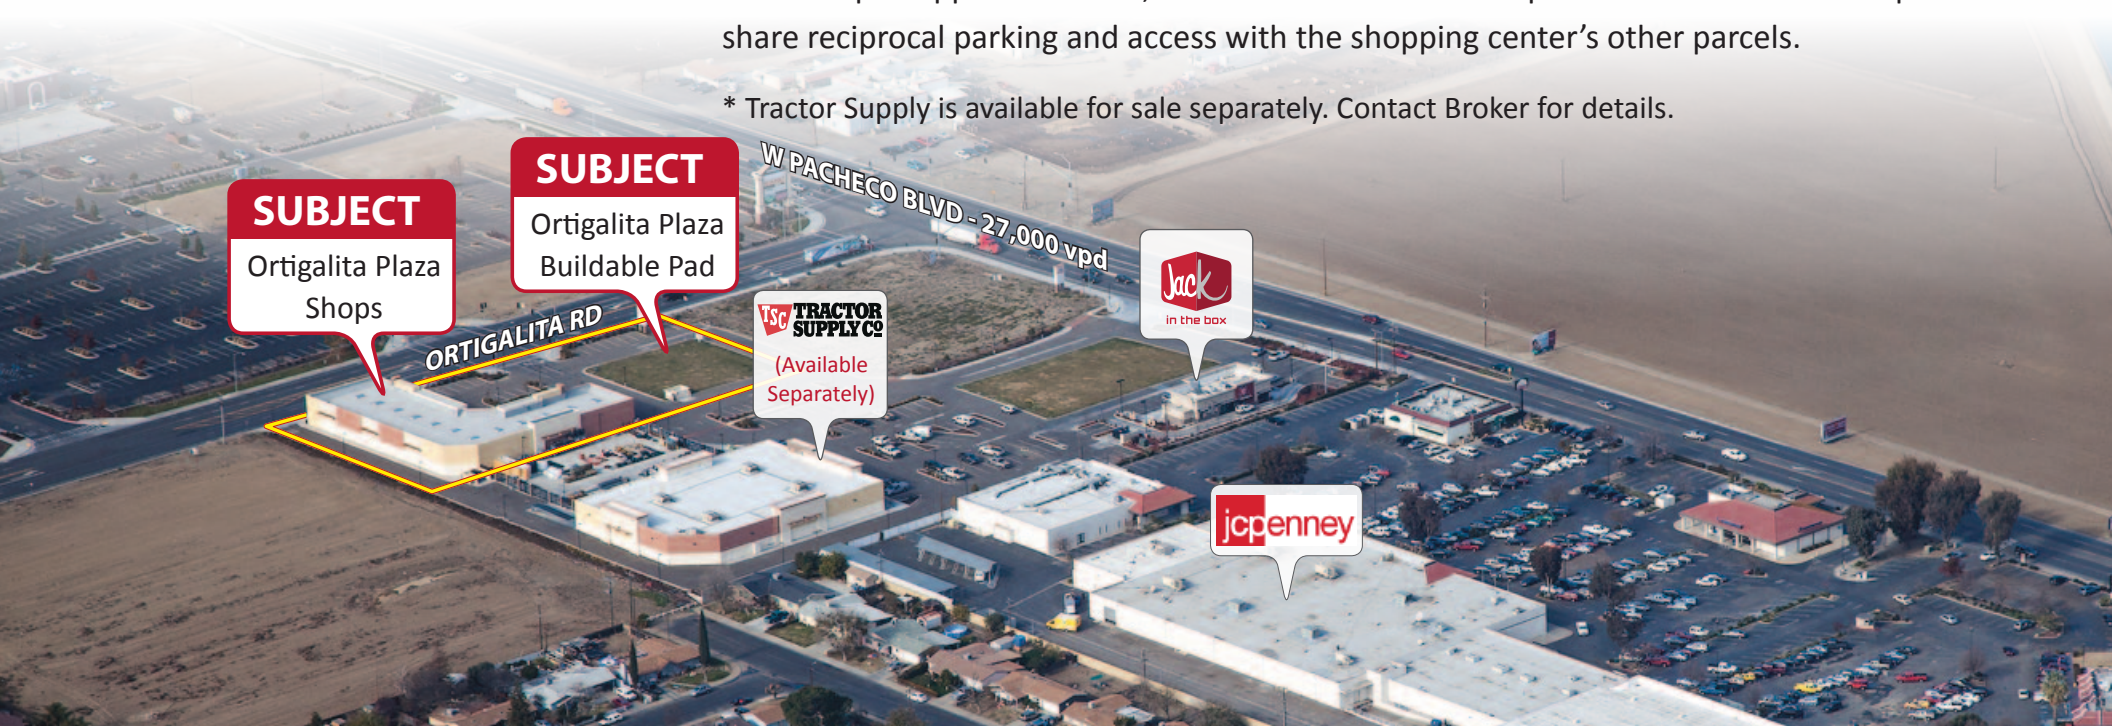 share reciprocal parking and access with the shopping center's other parcels.
* Tractor Supply is available for sale separately. Contact Broker for details.
SUBJECT
Ortigalita Plaza
Shops
SUBJECT
Ortigalita Plaza
Buildable Pad
W PACHECO BLVD - 27,000 vpd
ORTIGALITA RD
TSC TRACTOR
SUPPLY CO
(Available
Separately)
Jack
in the box
jcpenney